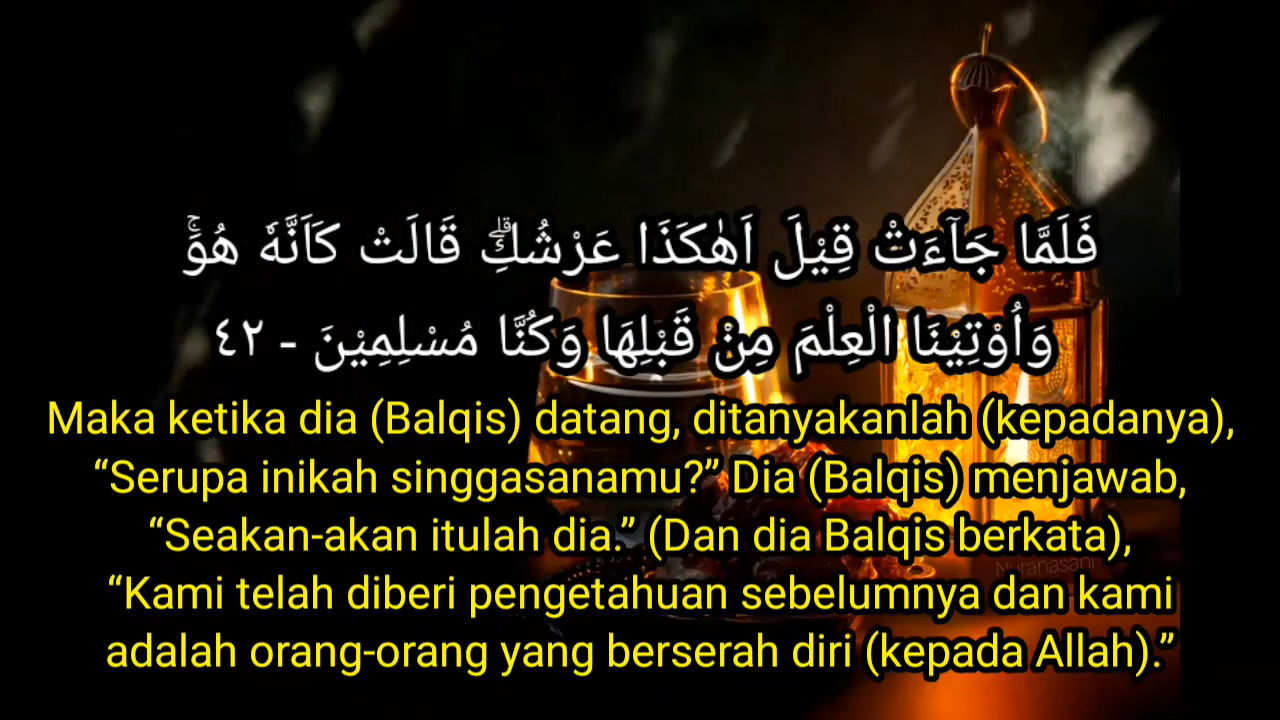 فَلَمَّا جَاۤءَتْ قِيْلَ اَهٰكَذَا عَرْشُكِۗ قَالَتْ كَاَنَّهٗ هُوَۚ
وَاُوْتِيْنَا الْعِلْمَ مِنْ قَبْلِهَا وَكُنَّا مُسْلِمِيْنَ - ٤٢
Maka ketika dia (Balqis) datang, ditanyakanlah (kepadanya),
“Serupa inikah singgasanamu?” Dia (Balqis) menjawab,
“Seakan-akan itulah dia.” (Dan dia Balqis berkata),
“Kami telah diberi pengetahuan sebelumnya dan kami
adalah orang-orang yang berserah diri (kepada Allah).”
Nuranasani